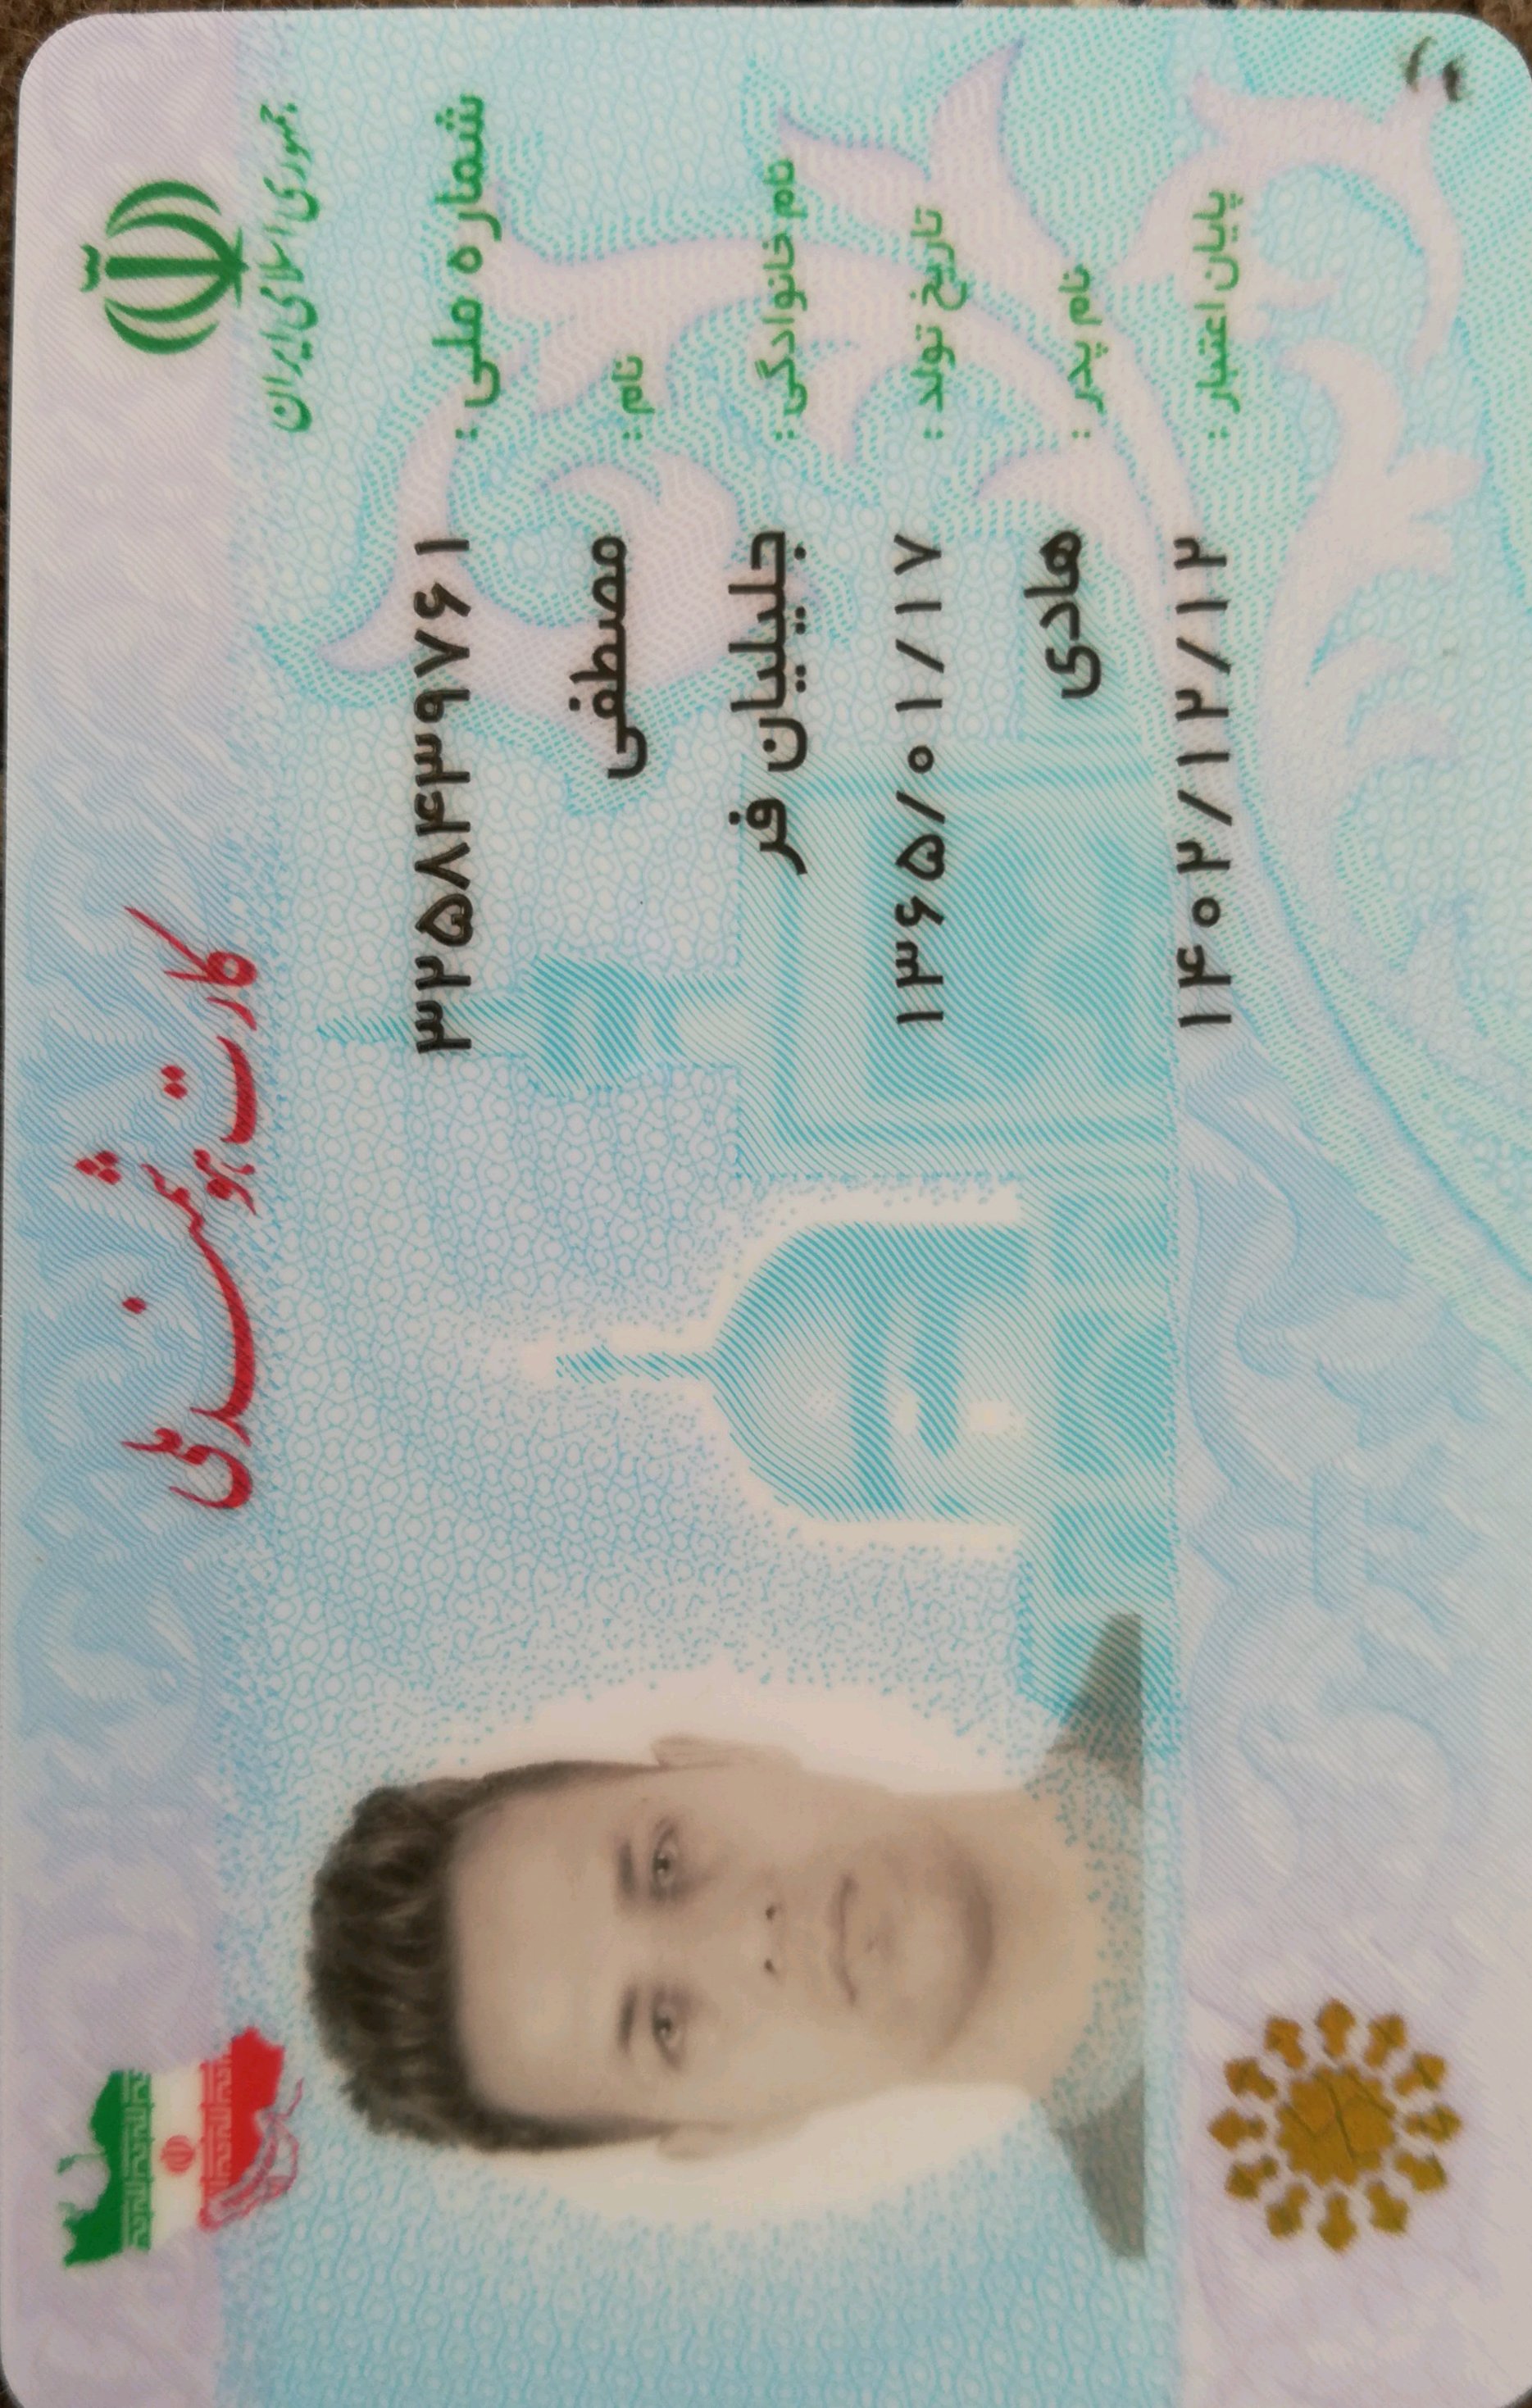 کارت هوشمند ملی
جمهوری اسلامی ایران
شماره ملی : ۳۲۵۸۴۳۹۷۶۱
نام : مصطفی
نام خانوادگی : جلیلیان فر
تاریخ تولد : ۱۳۶۵/۰۱/۱۷
نام پدر : هادی
پایان اعتبار : ۱۴۰۲/۱۲/۱۲